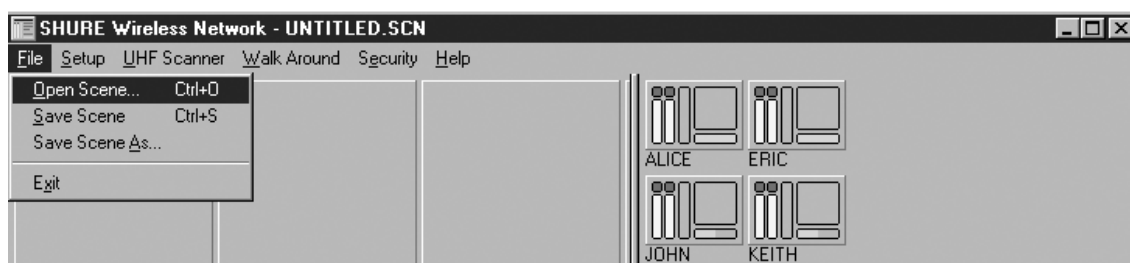 SHURE Wireless Network - UNTITLED.SCN
File Setup UHF Scanner Walk Around Security Help
Open Scene... Ctrl+O
Save Scene Ctrl+S
Save Scene As...
Exit
ALICE ERIC
JOHN KEITH